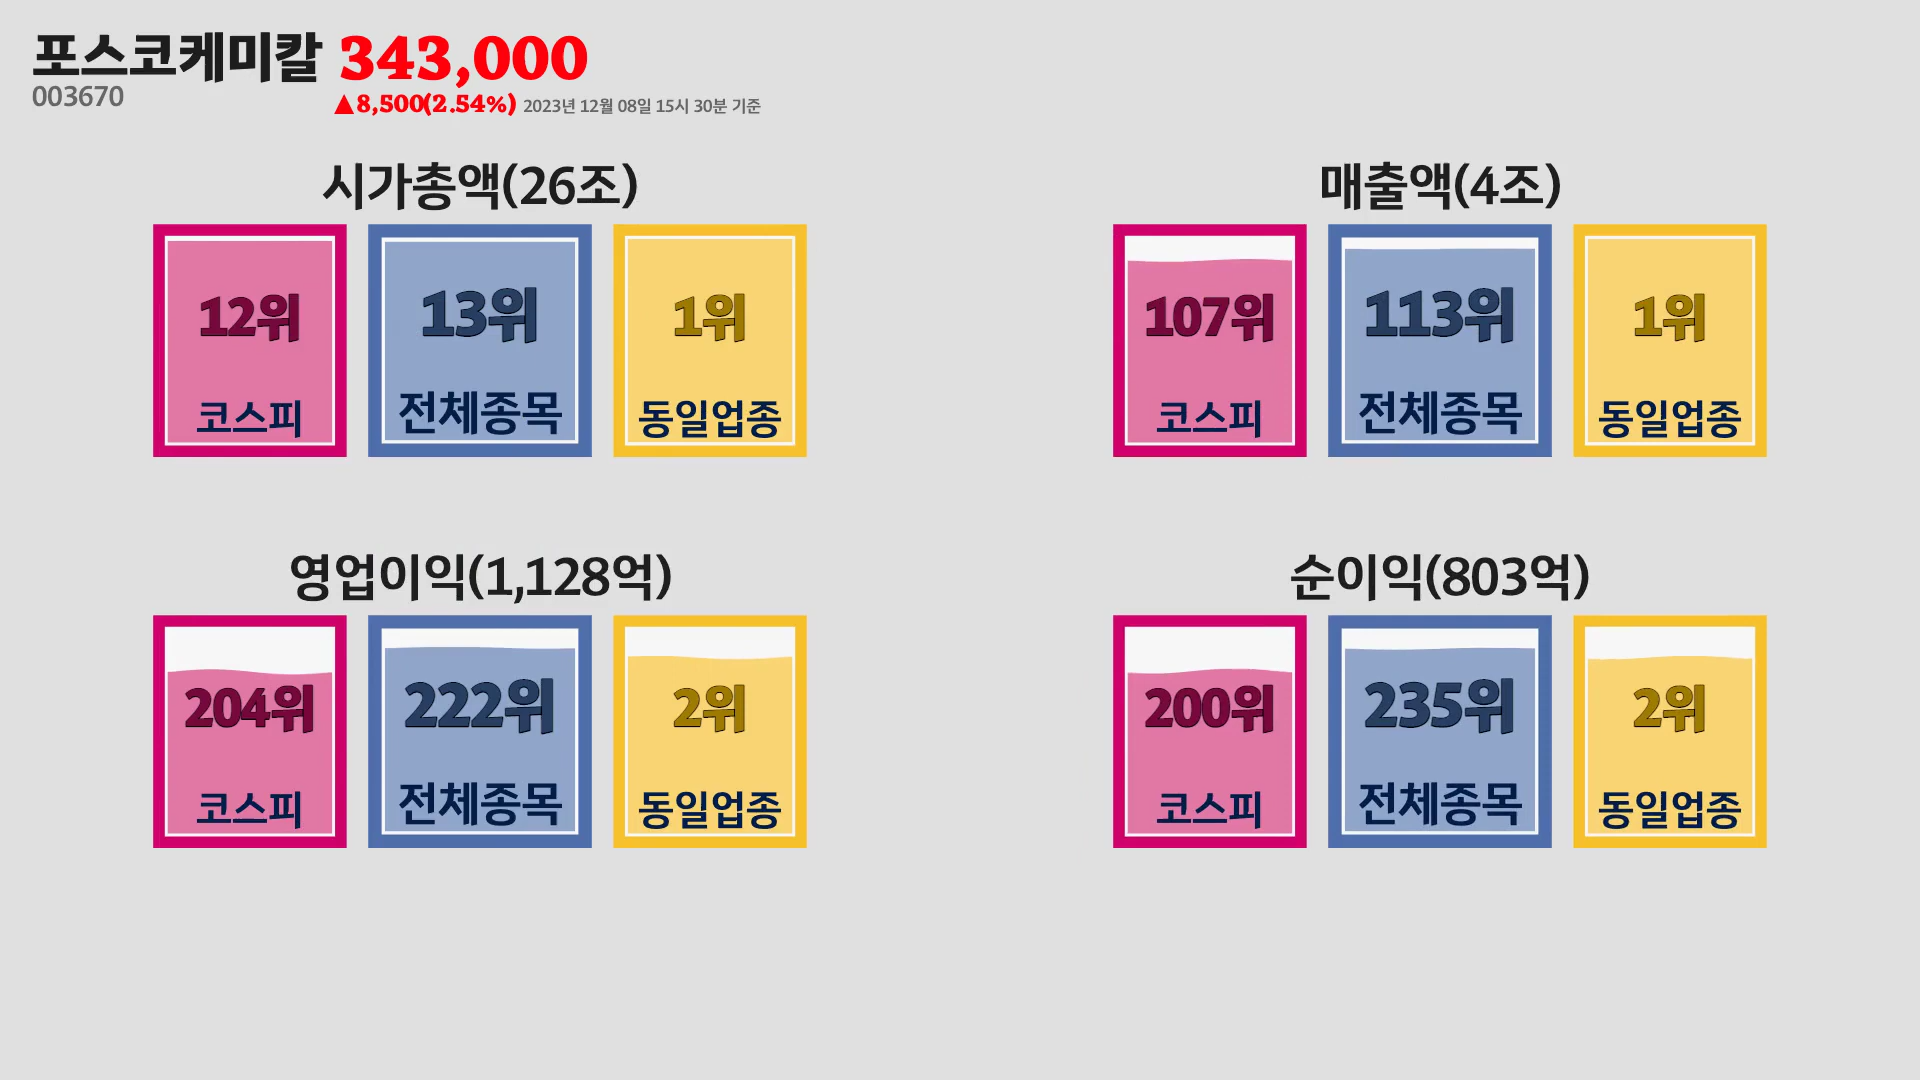 포스코케미칼 343,000
003670
▲8,500(2.54%) 2023년 12월 08일 15시 30분 기준
시가총액(26조)
12위 13위 1위
코스피 전체종목 동일업종
매출액(4조)
107위 113위 1위
코스피 전체종목 동일업종
영업이익(1,128억)
204위 222위 2위
코스피 전체종목 동일업종
순이익(803억)
200위 235위 2위
코스피 전체종목 동일업종